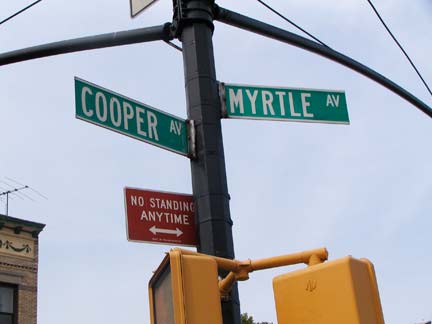 COOPER AV
MYRTLE AV
NO STANDING
ANYTIME